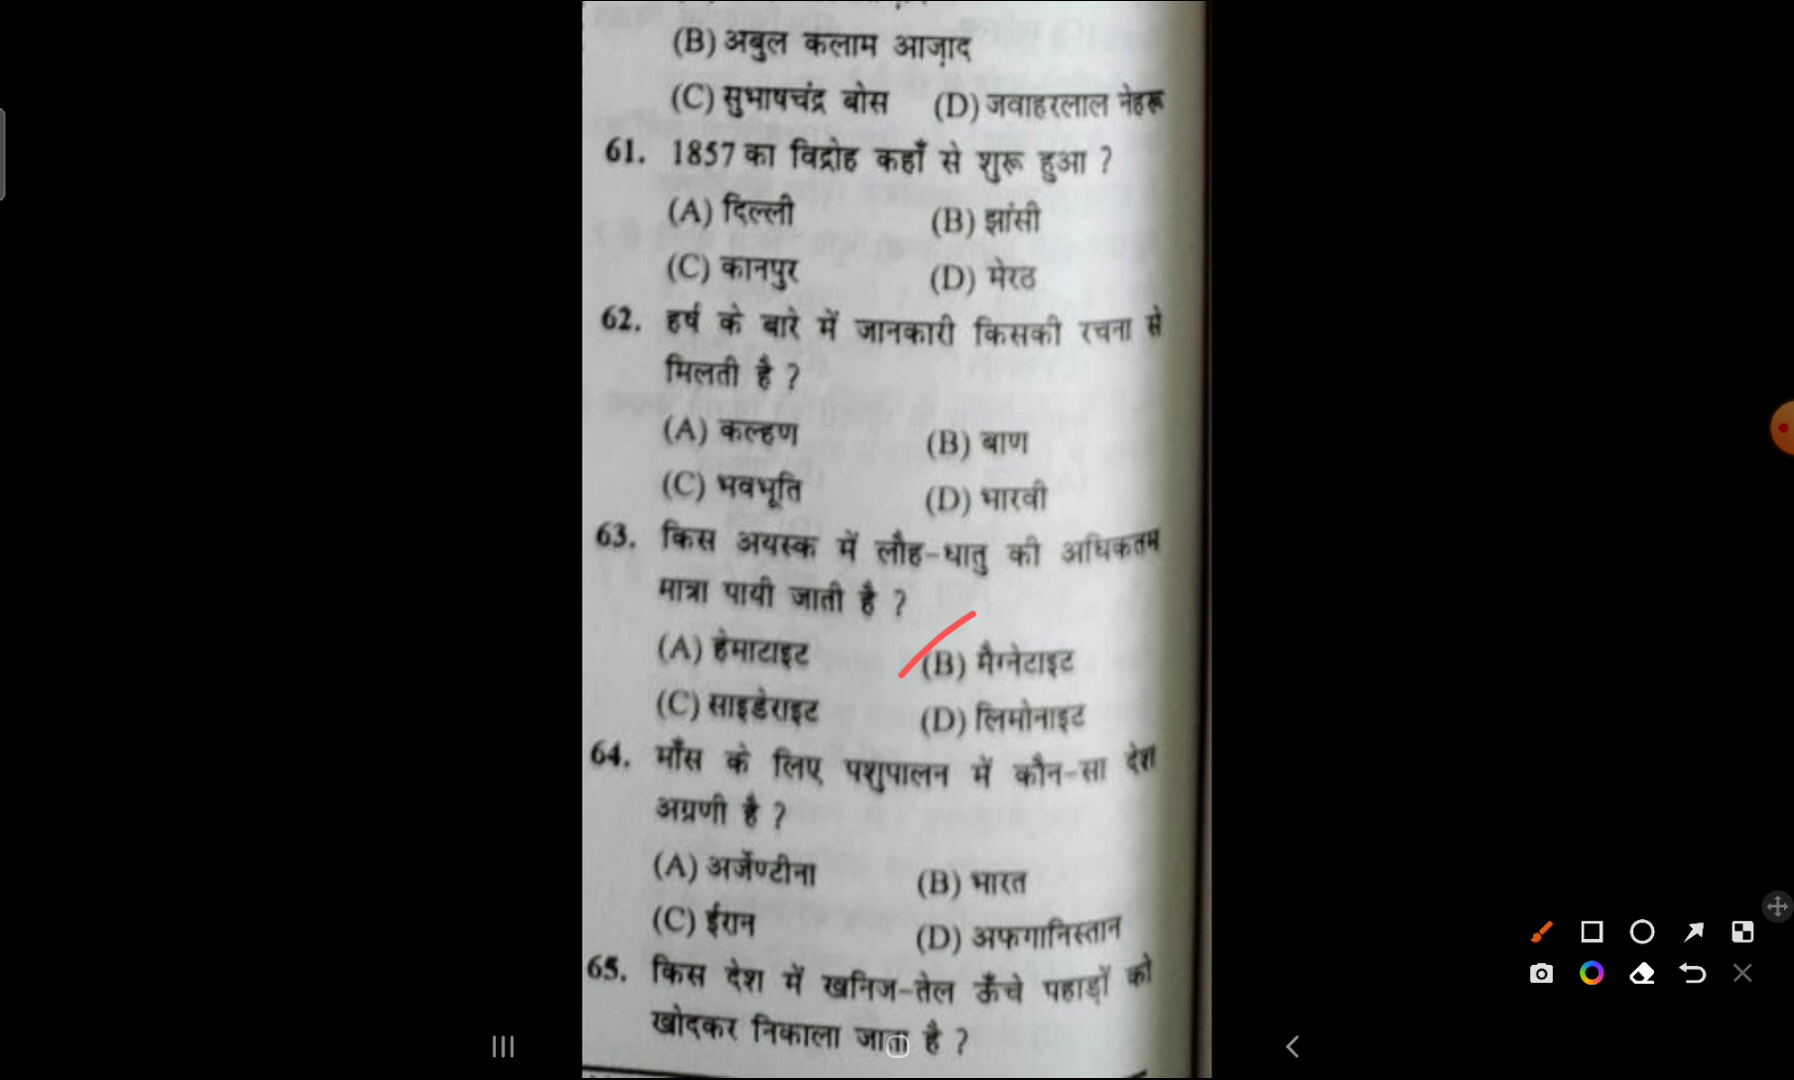 (B) अबुल कलाम आज़ाद
(C) सुभाषचंद्र बोस (D) जवाहरलाल नेहरू
61. 1857 का विद्रोह कहाँ से शुरू हुआ ?
(A) दिल्ली (B) झांसी
(C) कानपुर (D) मेरठ
62. हर्ष के बारे में जानकारी किसकी रचना से
मिलती है ?
(A) कल्हण (B) बाण
(C) भवभूति (D) भारवी
63. किस अयस्क में लौह-धातु की अधिकतम
मात्रा पायी जाती है ?
(A) हेमाटाइट (B) मैग्नेटाइट
(C) साइडेराइट (D) लिमोनाइट
64. माँस के लिए पशुपालन में कौन-सा देश
अग्रणी है ?
(A) अर्जेण्टीना (B) भारत
(C) ईरान (D) अफगानिस्तान
65. किस देश में खनिज-तेल ऊँचे पहाड़ों को
खोदकर निकाला जाता है ?